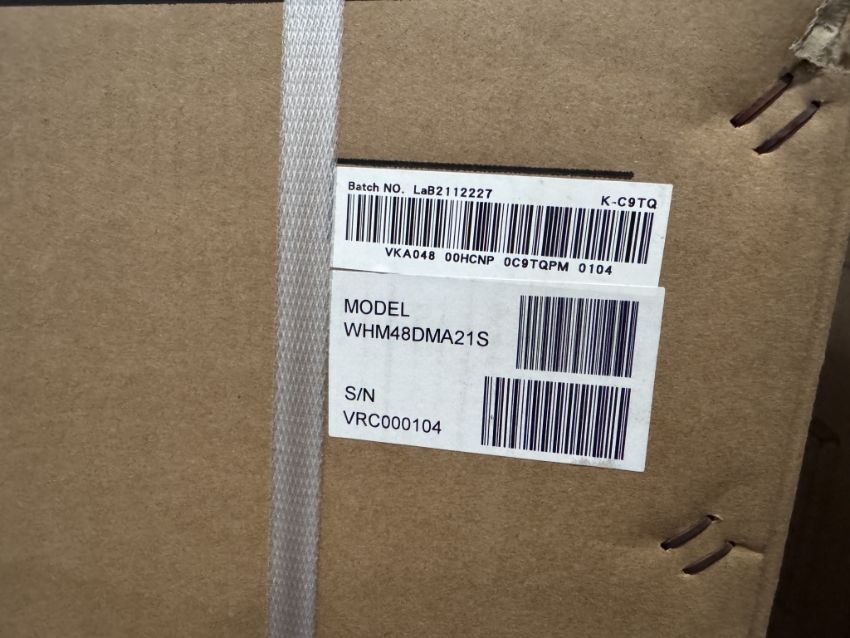 Batch NO. LaB2112227
K-C9TQ
VKA048 00HCNP 0C9TQPM 0104
MODEL
WHM48DMA21S
S/N
VRC000104